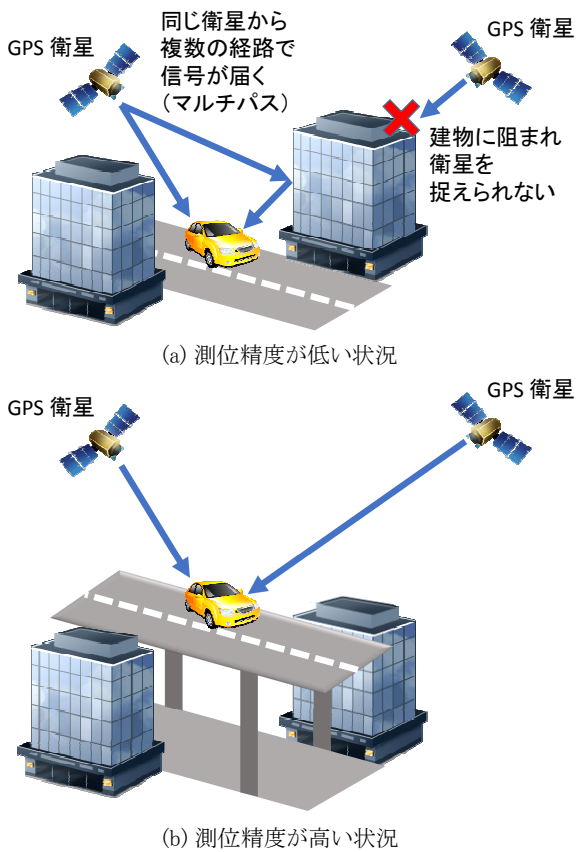 GPS 衛星
同じ衛星から
複数の経路で
信号が届く
(マルチパス)
GPS 衛星
建物に阻まれ
衛星を
捉えられない
(a) 測位精度が低い状況
GPS 衛星
GPS 衛星
(b) 測位精度が高い状況